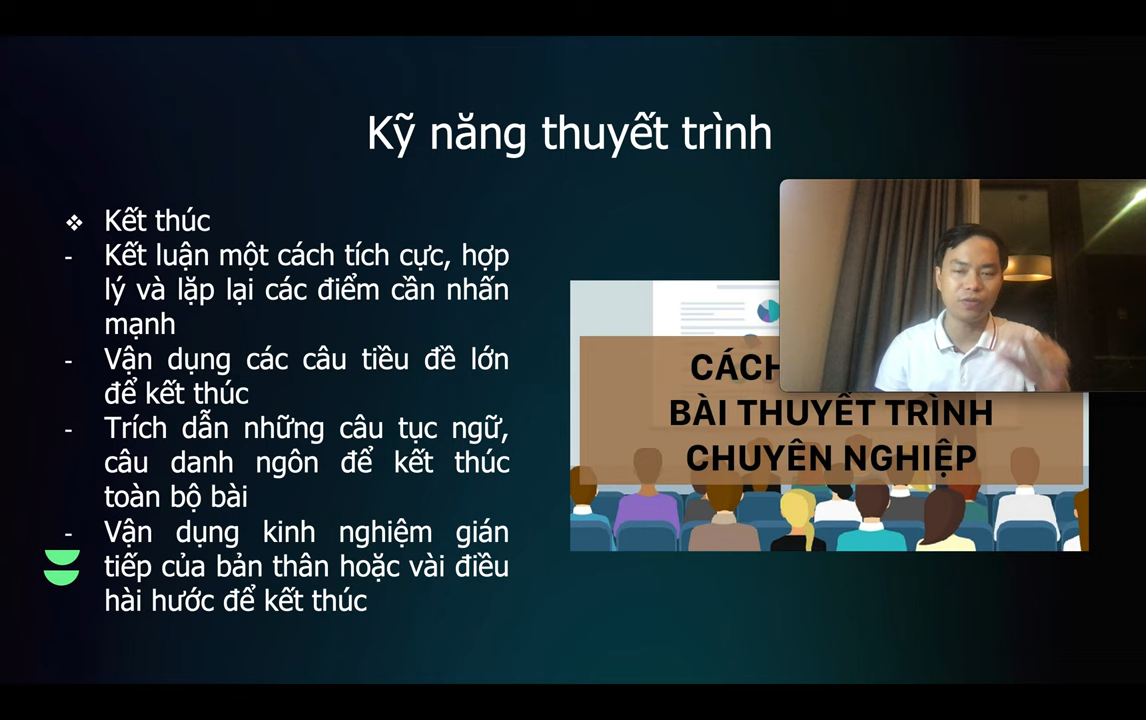 Kỹ năng thuyết trình
❖ Kết thúc
- Kết luận một cách tích cực, hợp
lý và lặp lại các điểm cần nhấn
mạnh
- Vận dụng các câu tiều đề lớn
để kết thúc
- Trích dẫn những câu tục ngữ,
câu danh ngôn để kết thúc
toàn bộ bài
- Vận dụng kinh nghiệm gián
tiếp của bản thân hoặc vài điều
hài hước để kết thúc
CÁCH
BÀI THUYẾT TRÌNH
CHUYÊN NGHIỆP